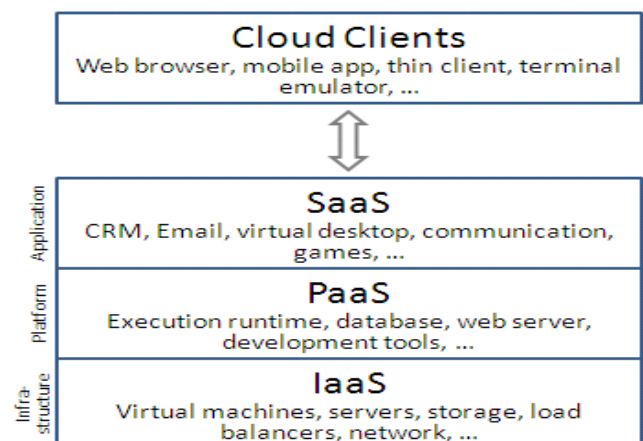 Cloud Clients
Web browser, mobile app, thin client, terminal
emulator, ...
Application
SaaS
CRM, Email, virtual desktop, communication,
games, ...
Platform
PaaS
Execution runtime, database, web server,
development tools, ...
Infra-
structure
IaaS
Virtual machines, servers, storage, load
balancers, network, ...